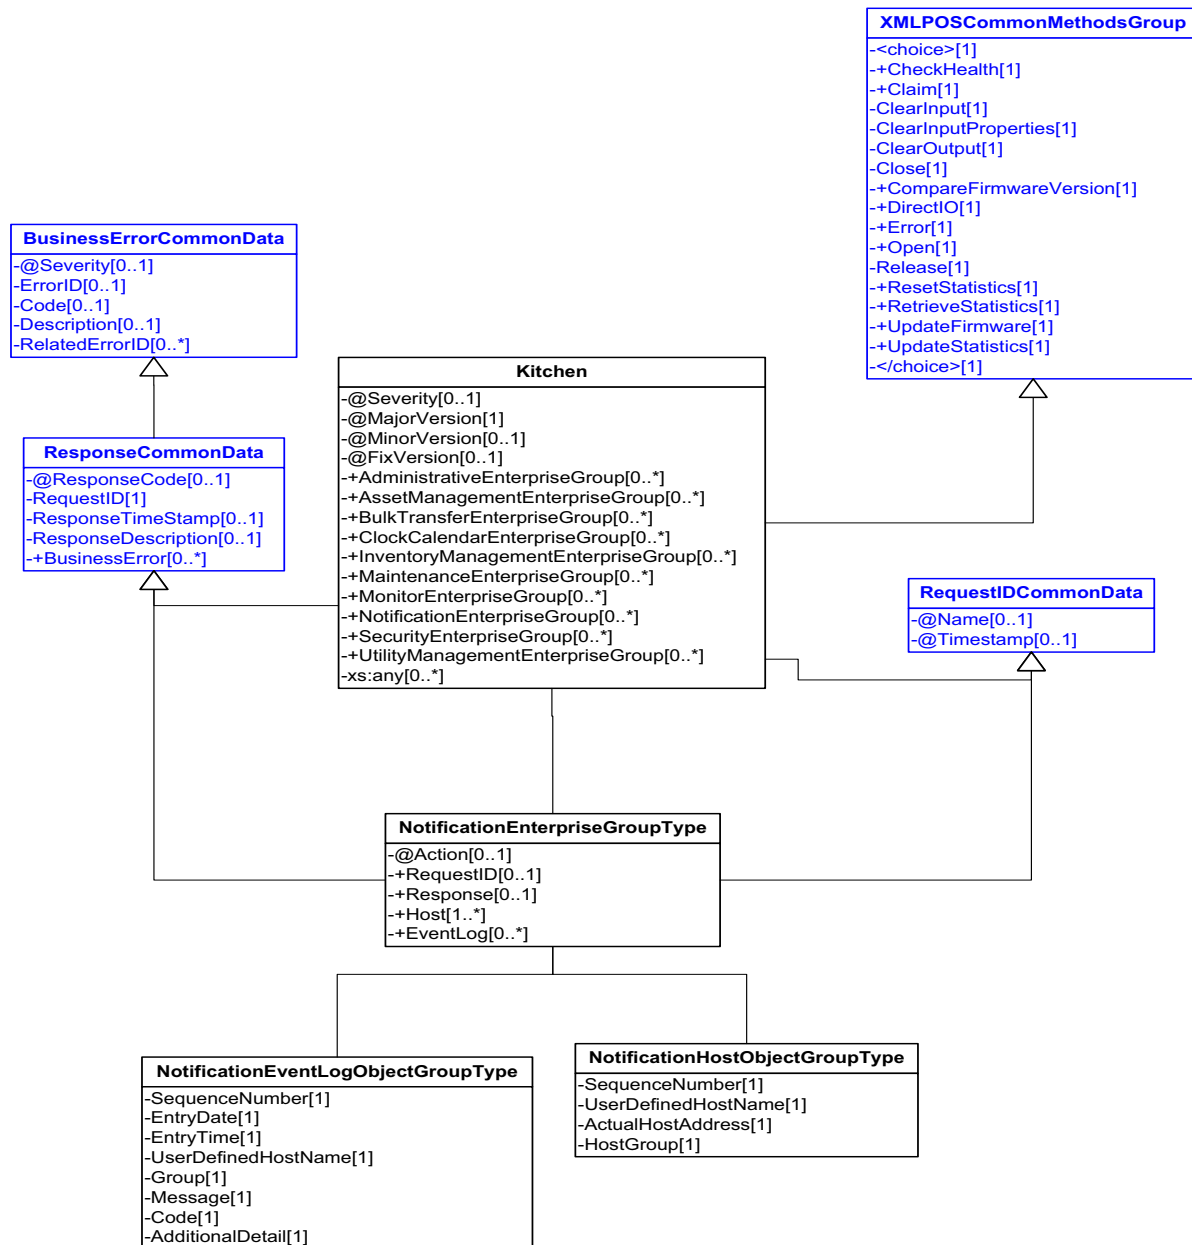 XMLPOSCommonMethodsGroup
-<choice>[1]
-+CheckHealth[1]
-+Claim[1]
-ClearInput[1]
-ClearInputProperties[1]
-ClearOutput[1]
-Close[1]
-+CompareFirmwareVersion[1]
-+DirectIO[1]
-+Error[1]
-+Open[1]
-Release[1]
-+ResetStatistics[1]
-+RetrieveStatistics[1]
-+UpdateFirmware[1]
-+UpdateStatistics[1]
-</choice>[1]
BusinessErrorCommonData
-@Severity[0..1]
-ErrorID[0..1]
-Code[0..1]
-Description[0..1]
-RelatedErrorID[0..*]
Kitchen
-@Severity[0..1]
-@MajorVersion[1]
-@MinorVersion[0..1]
-@FixVersion[0..1]
-+AdministrativeEnterpriseGroup[0..*]
-+AssetManagementEnterpriseGroup[0..*]
-+BulkTransferEnterpriseGroup[0..*]
-+ClockCalendarEnterpriseGroup[0..*]
-+InventoryManagementEnterpriseGroup[0..*]
-+MaintenanceEnterpriseGroup[0..*]
-+MonitorEnterpriseGroup[0..*]
-+NotificationEnterpriseGroup[0..*]
-+SecurityEnterpriseGroup[0..*]
-+UtilityManagementEnterpriseGroup[0..*]
-xs:any[0..*]
ResponseCommonData
-@ResponseCode[0..1]
-RequestID[1]
-ResponseTimeStamp[0..1]
-ResponseDescription[0..1]
-+BusinessError[0..*]
RequestIDCommonData
-@Name[0..1]
-@Timestamp[0..1]
NotificationEnterpriseGroupType
-@Action[0..1]
-+RequestID[0..1]
-+Response[0..1]
-+Host[1..*]
-+EventLog[0..*]
NotificationEventLogObjectGroupType
-SequenceNumber[1]
-EntryDate[1]
-EntryTime[1]
-UserDefinedHostName[1]
-Group[1]
-Message[1]
-Code[1]
-AdditionalDetail[1]
NotificationHostObjectGroupType
-SequenceNumber[1]
-UserDefinedHostName[1]
-ActualHostAddress[1]
-HostGroup[1]